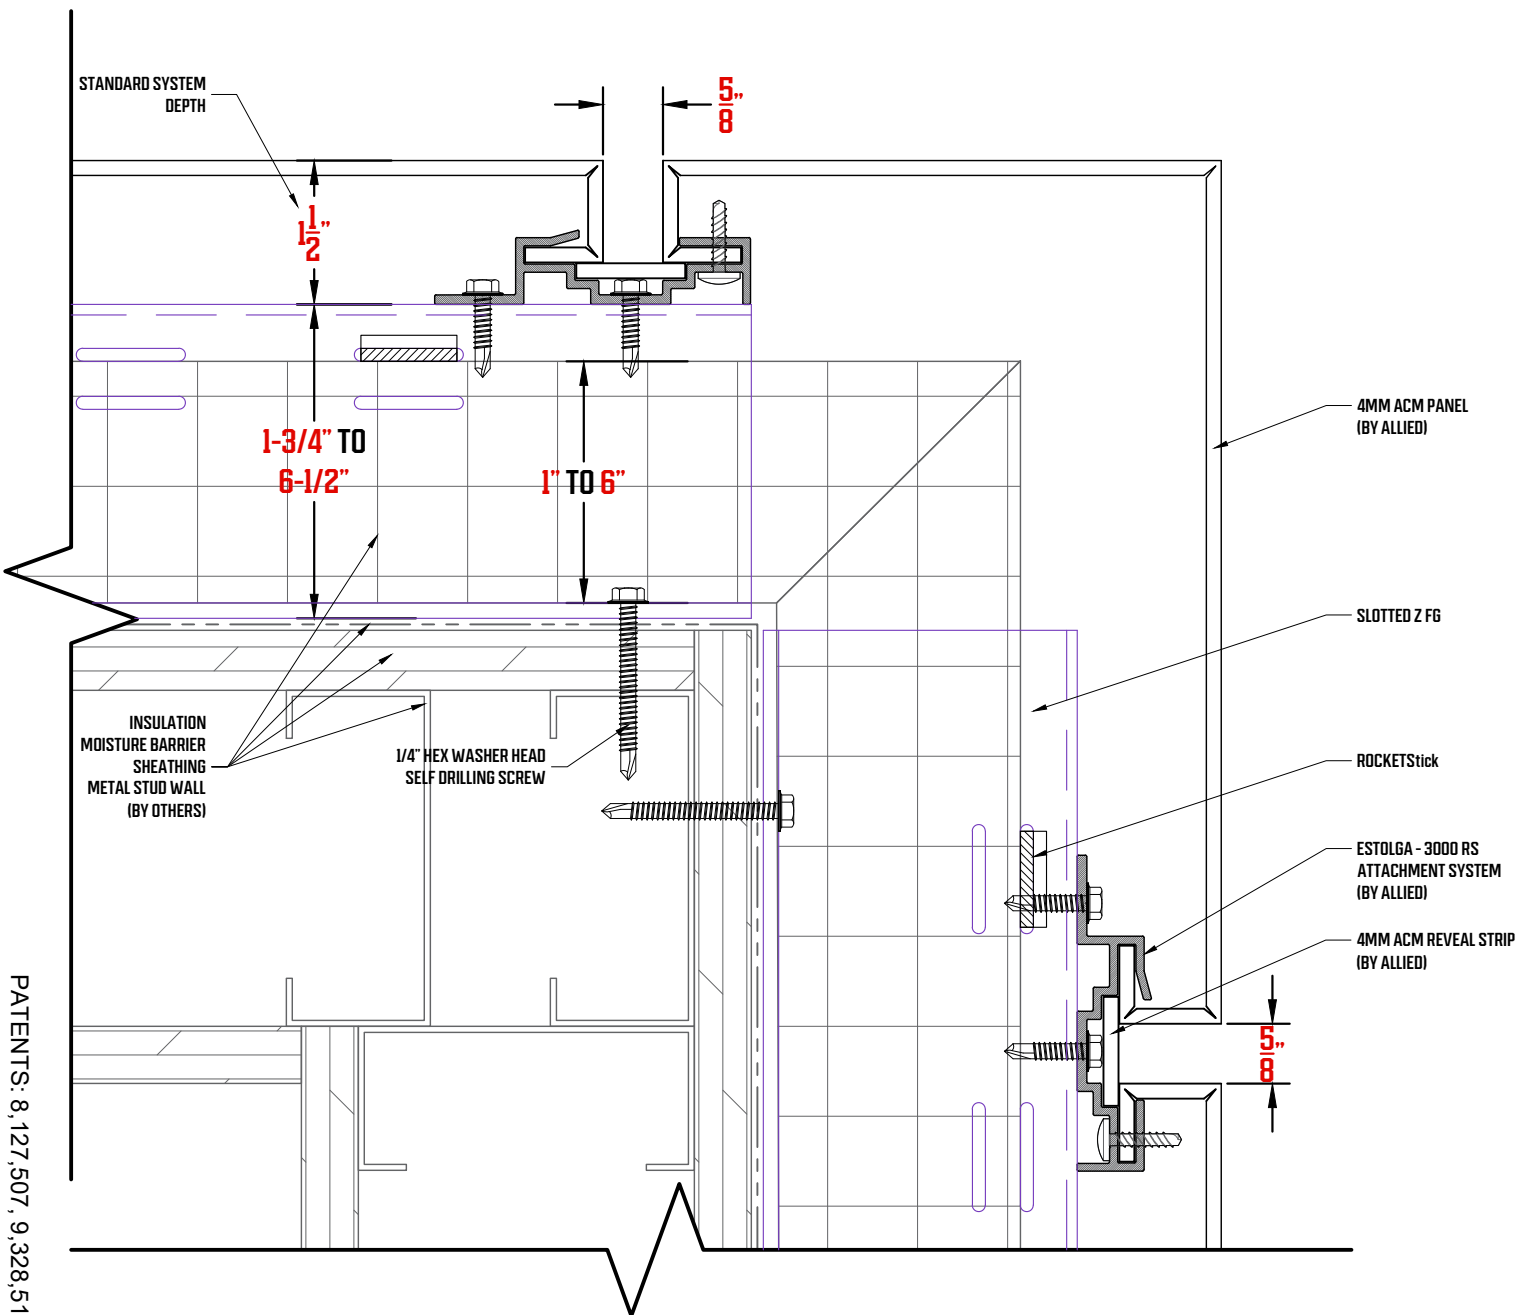 STANDARD SYSTEM
DEPTH
5"
8
1 1"
2
1-3/4" TO
6-1/2"
1" TO 6"
4MM ACM PANEL
(BY ALLIED)
SLOTTED Z FG
INSULATION
MOISTURE BARRIER
SHEATHING
METAL STUD WALL
(BY OTHERS)
1/4" HEX WASHER HEAD
SELF DRILLING SCREW
ROCKETStick
ESTOLGA - 3000 RS
ATTACHMENT SYSTEM
(BY ALLIED)
4MM ACM REVEAL STRIP
(BY ALLIED)
5"
8
PATENTS: 8,127,507, 9,328,51